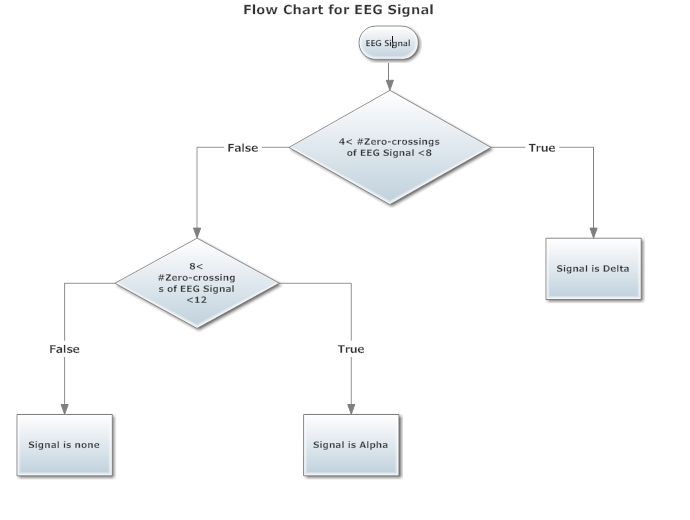 Flow Chart for EEG Signal
EEG Signal
4< #Zero-crossings
of EEG Signal <8
False
True
8<
#Zero-crossing
s of EEG Signal
<12
Signal is Delta
False
True
Signal is none
Signal is Alpha